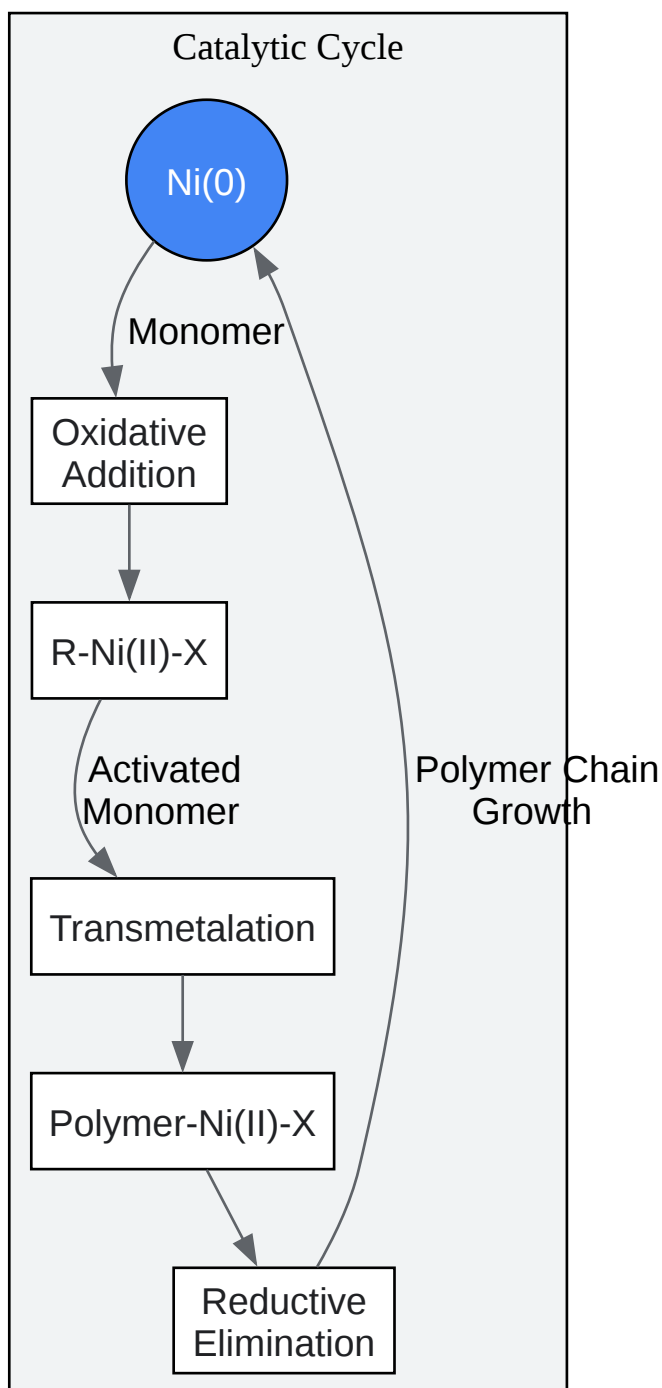 Catalytic Cycle
Ni(0)
Monomer
Oxidative
Addition
R-Ni(II)-X
Activated
Monomer
Polymer Chain
Growth
Transmetalation
Polymer-Ni(II)-X
Reductive
Elimination